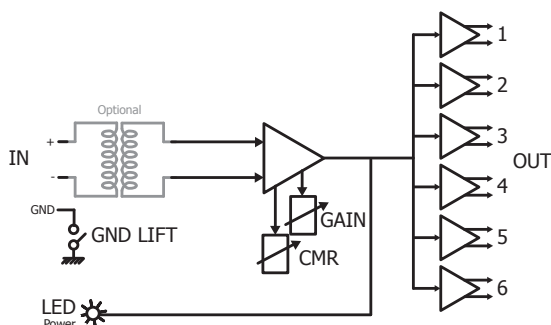 Optional
IN
+
-
GND
GND LIFT
GAIN
CMR
LED
Power
1
2
3
OUT
4
5
6